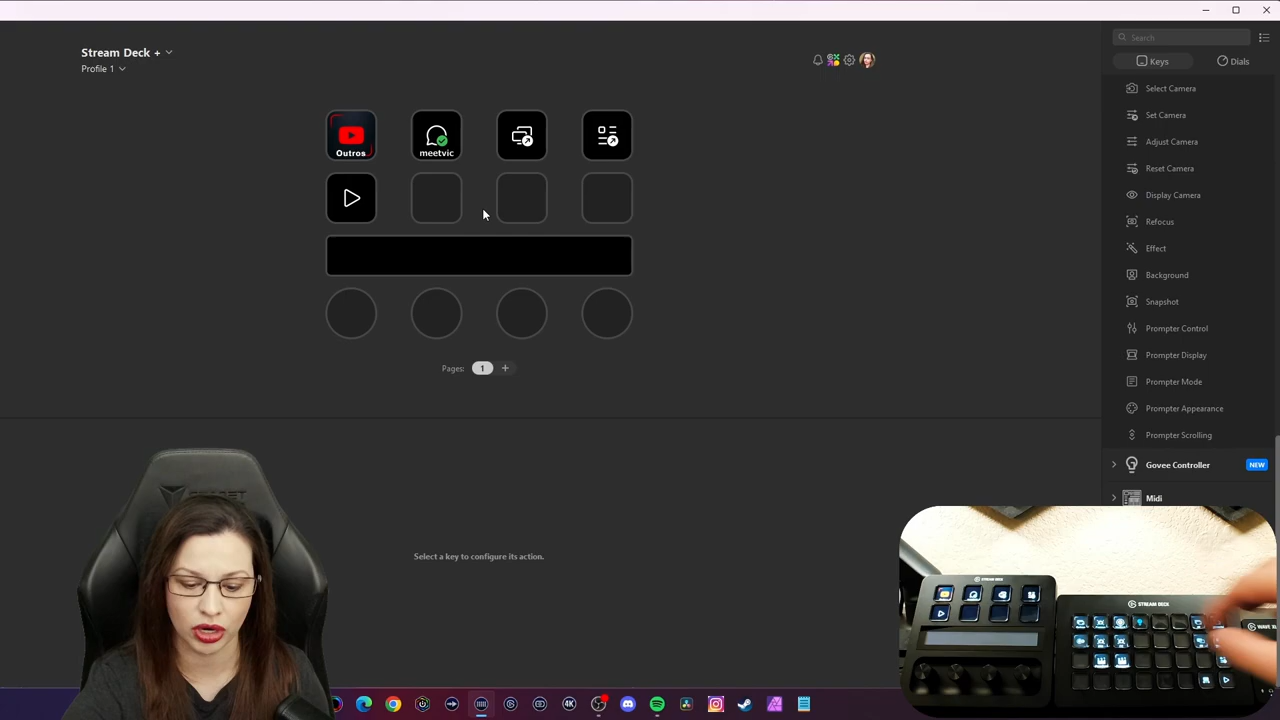 Stream Deck +
Profile 1
Outros
meetvic
Pages:
1
+
Select a key to configure its action.
Search
Keys
Dials
Select Camera
Set Camera
Adjust Camera
Reset Camera
Display Camera
Refocus
Effect
Background
Snapshot
Prompter Control
Prompter Display
Prompter Mode
Prompter Appearance
Prompter Scrolling
Govee Controller
NEW
Midi
STREAM DECK
STREAM DECK
4K